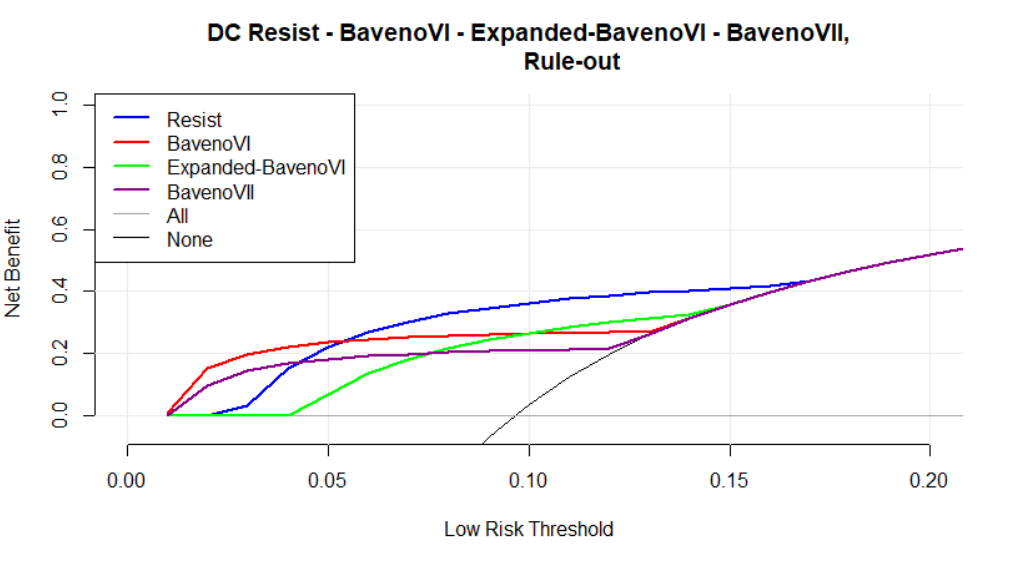 DC Resist - BavenoVI - Expanded-BavenoVI - BavenoVII,
Rule-out
Resist
BavenoVI
Expanded-BavenoVI
BavenoVII
All
None
Net Benefit
1.0
0.8
0.6
0.4
0.2
0.0
0.00 0.05 0.10 0.15 0.20
Low Risk Threshold